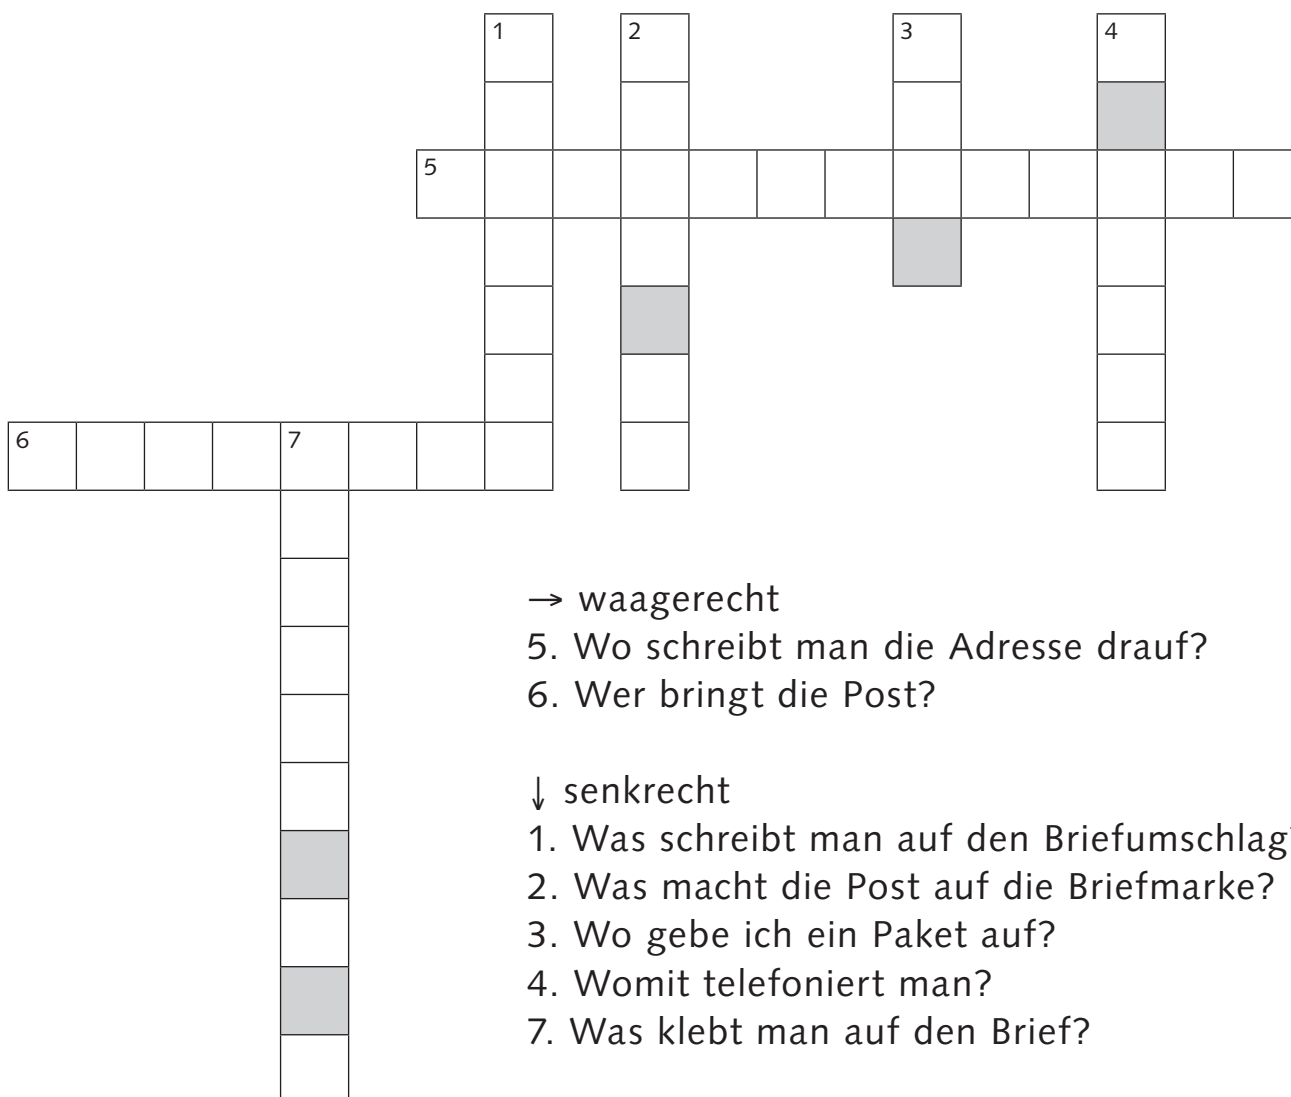 1 2 3 4
5
6 7
→ waagerecht
5. Wo schreibt man die Adresse drauf?
6. Wer bringt die Post?
↓ senkrecht
1. Was schreibt man auf den Briefumschlag?
2. Was macht die Post auf die Briefmarke?
3. Wo gebe ich ein Paket auf?
4. Womit telefoniert man?
7. Was klebt man auf den Brief?